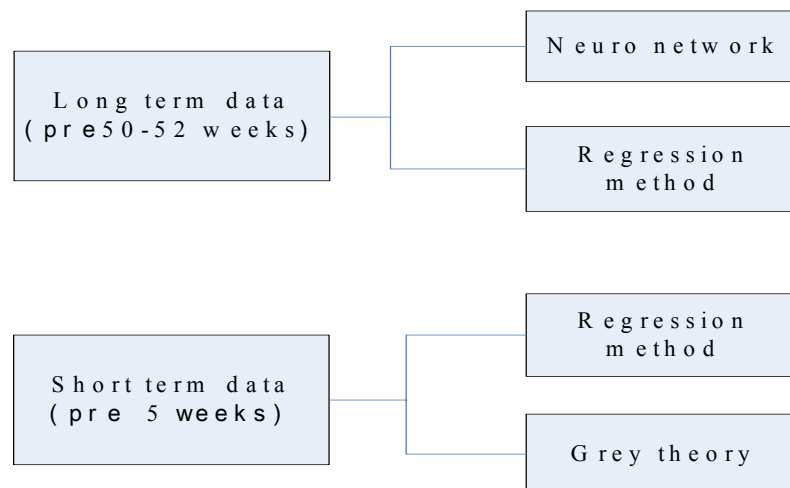 Long term data
(pre50-52 weeks)
Neuro network
Regression
method
Short term data
(pre 5 weeks)
Regression
method
Grey theory